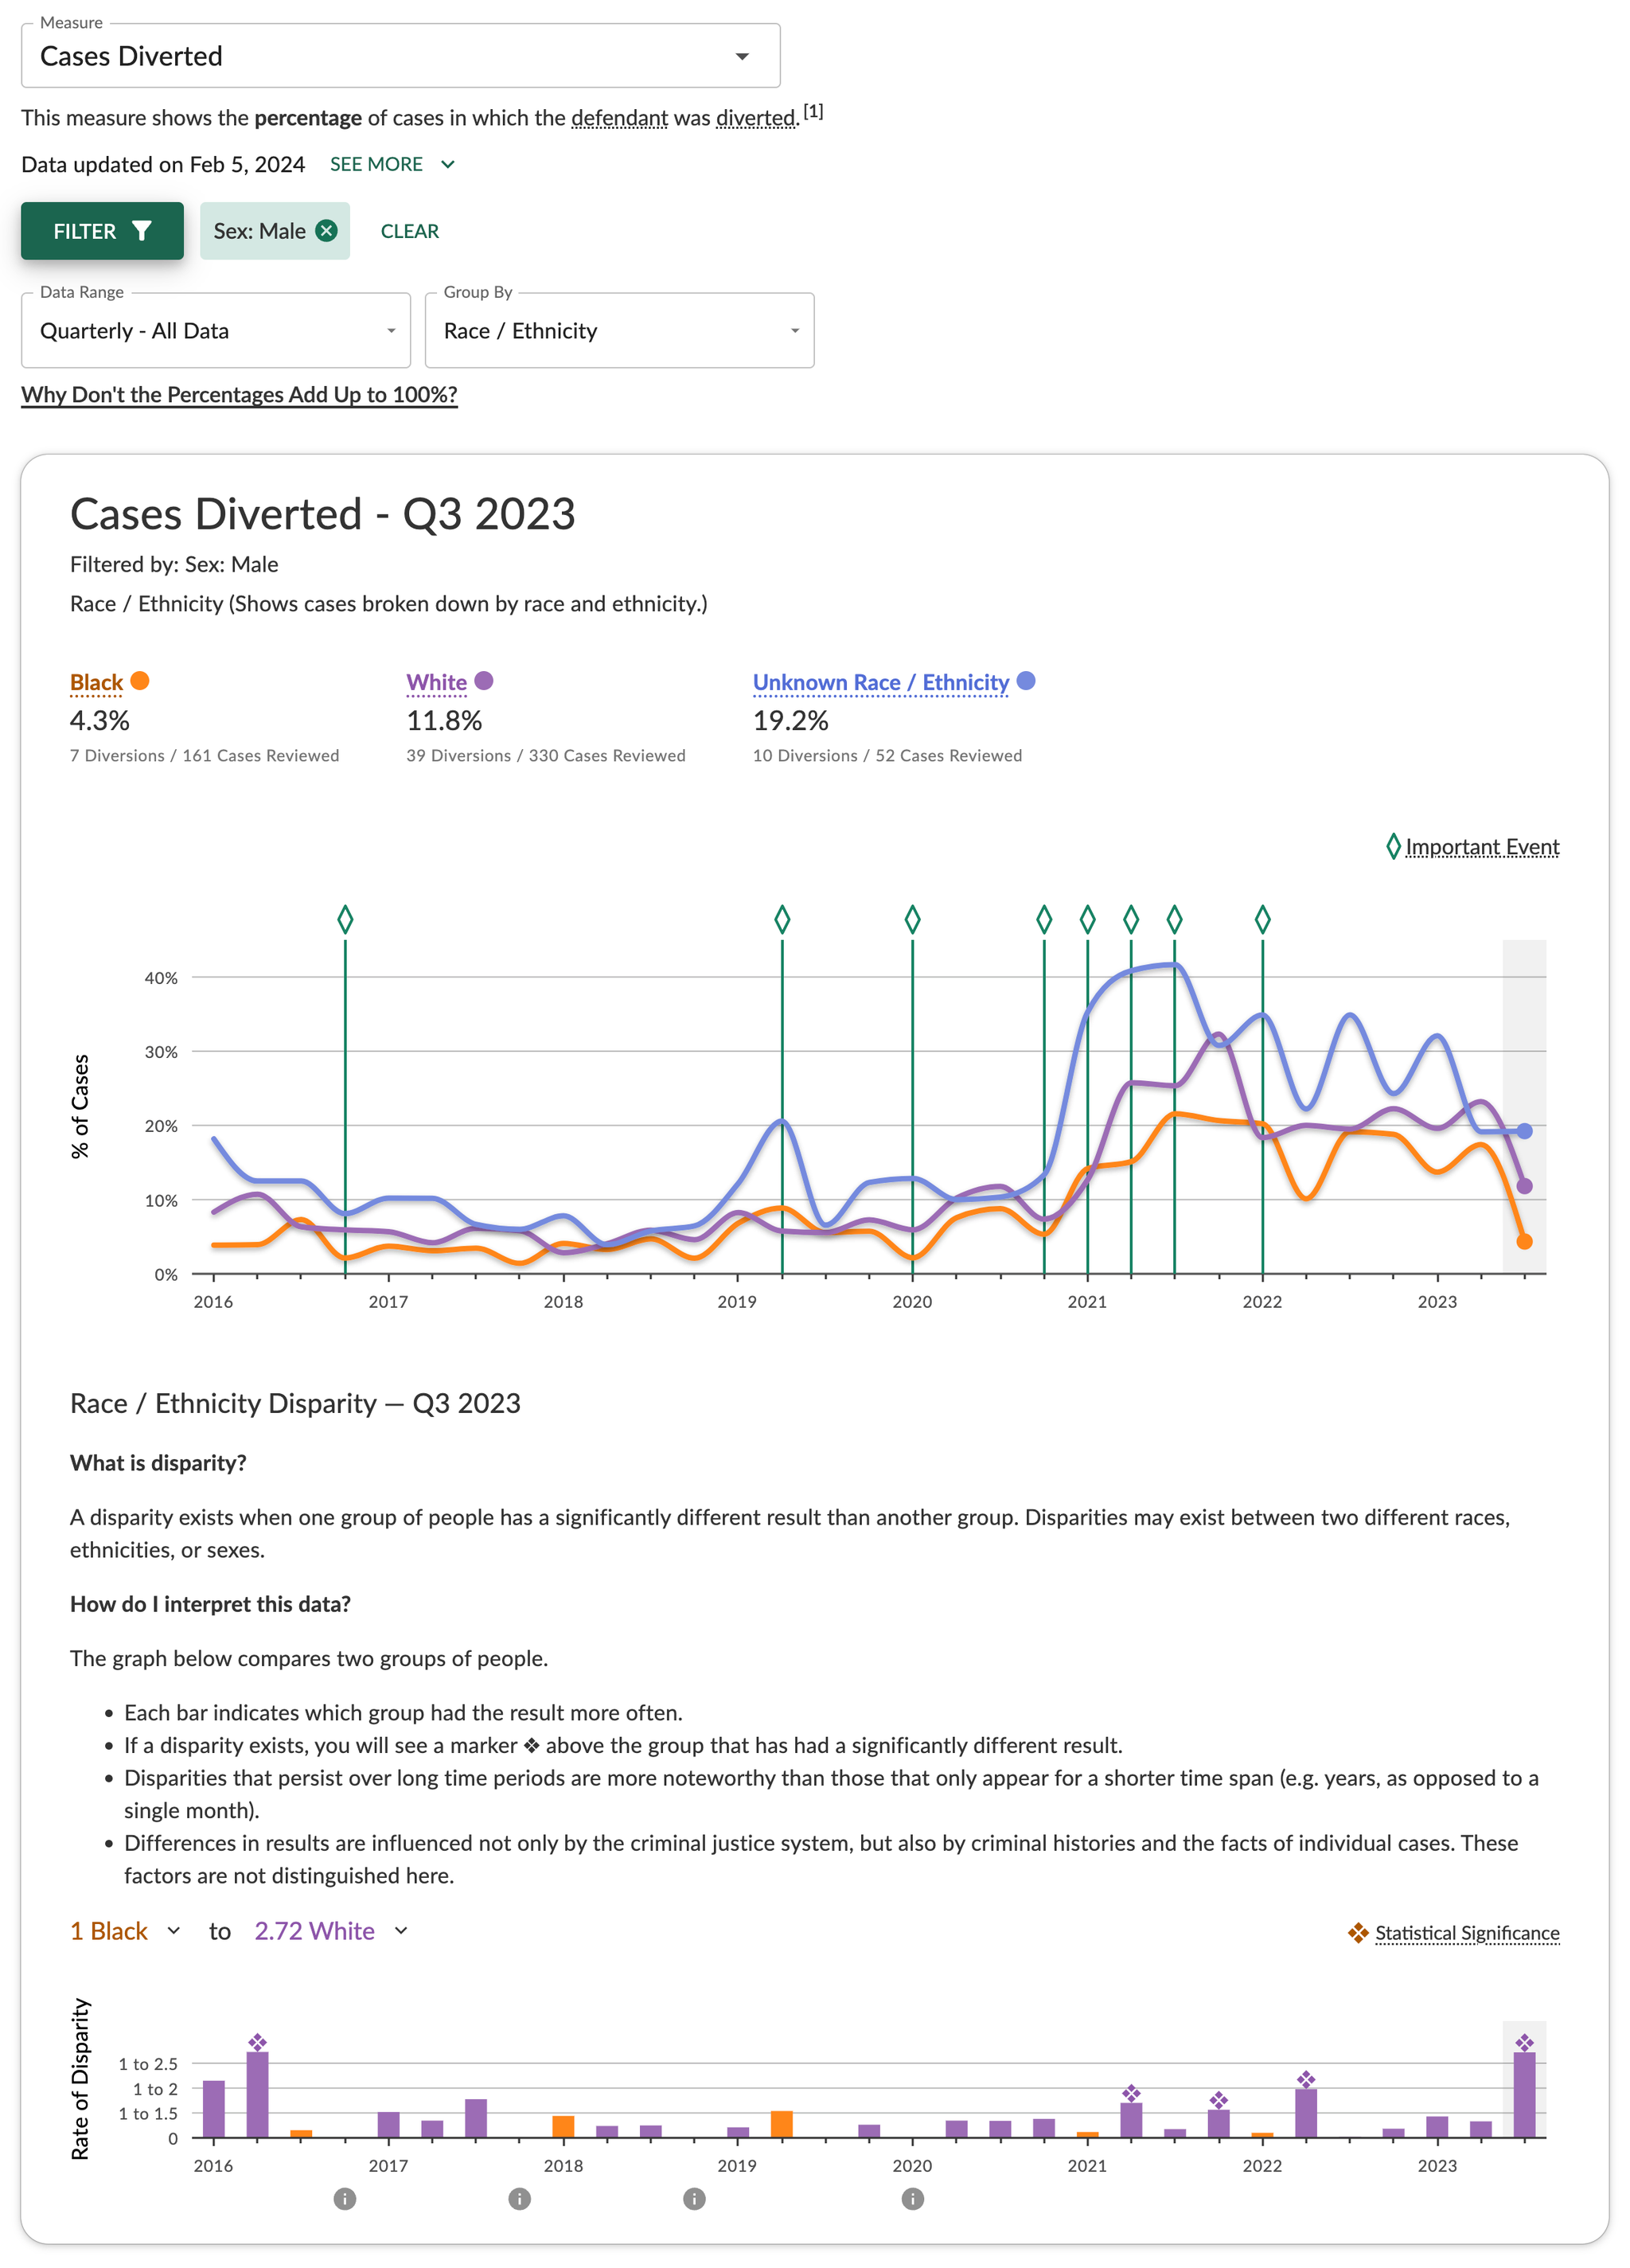 Measure
Cases Diverted
This measure shows the percentage of cases in which the defendant was diverted.[1]
Data updated on Feb 5, 2024 SEE MORE
FILTER Sex: Male CLEAR
Data Range Group By
Quarterly - All Data Race / Ethnicity
Why Don't the Percentages Add Up to 100%?
Cases Diverted - Q3 2023
Filtered by: Sex: Male
Race / Ethnicity (Shows cases broken down by race and ethnicity.)
Black White Unknown Race / Ethnicity
4.3% 11.8% 19.2%
7 Diversions / 161 Cases Reviewed 39 Diversions / 330 Cases Reviewed 10 Diversions / 52 Cases Reviewed
Important Event
% of Cases
40%
30%
20%
10%
0%
2016 2017 2018 2019 2020 2021 2022 2023
Race / Ethnicity Disparity — Q3 2023
What is disparity?
A disparity exists when one group of people has a significantly different result than another group. Disparities may exist between two different races,
ethnicities, or sexes.
How do I interpret this data?
The graph below compares two groups of people.
• Each bar indicates which group had the result more often.
• If a disparity exists, you will see a marker ❖ above the group that has had a significantly different result.
• Disparities that persist over long time periods are more noteworthy than those that only appear for a shorter time span (e.g. years, as opposed to a
single month).
• Differences in results are influenced not only by the criminal justice system, but also by criminal histories and the facts of individual cases. These
factors are not distinguished here.
1 Black to 2.72 White
Statistical Significance
Rate of Disparity
1 to 2.5
1 to 2
1 to 1.5
0
2016 2017 2018 2019 2020 2021 2022 2023
i i i i